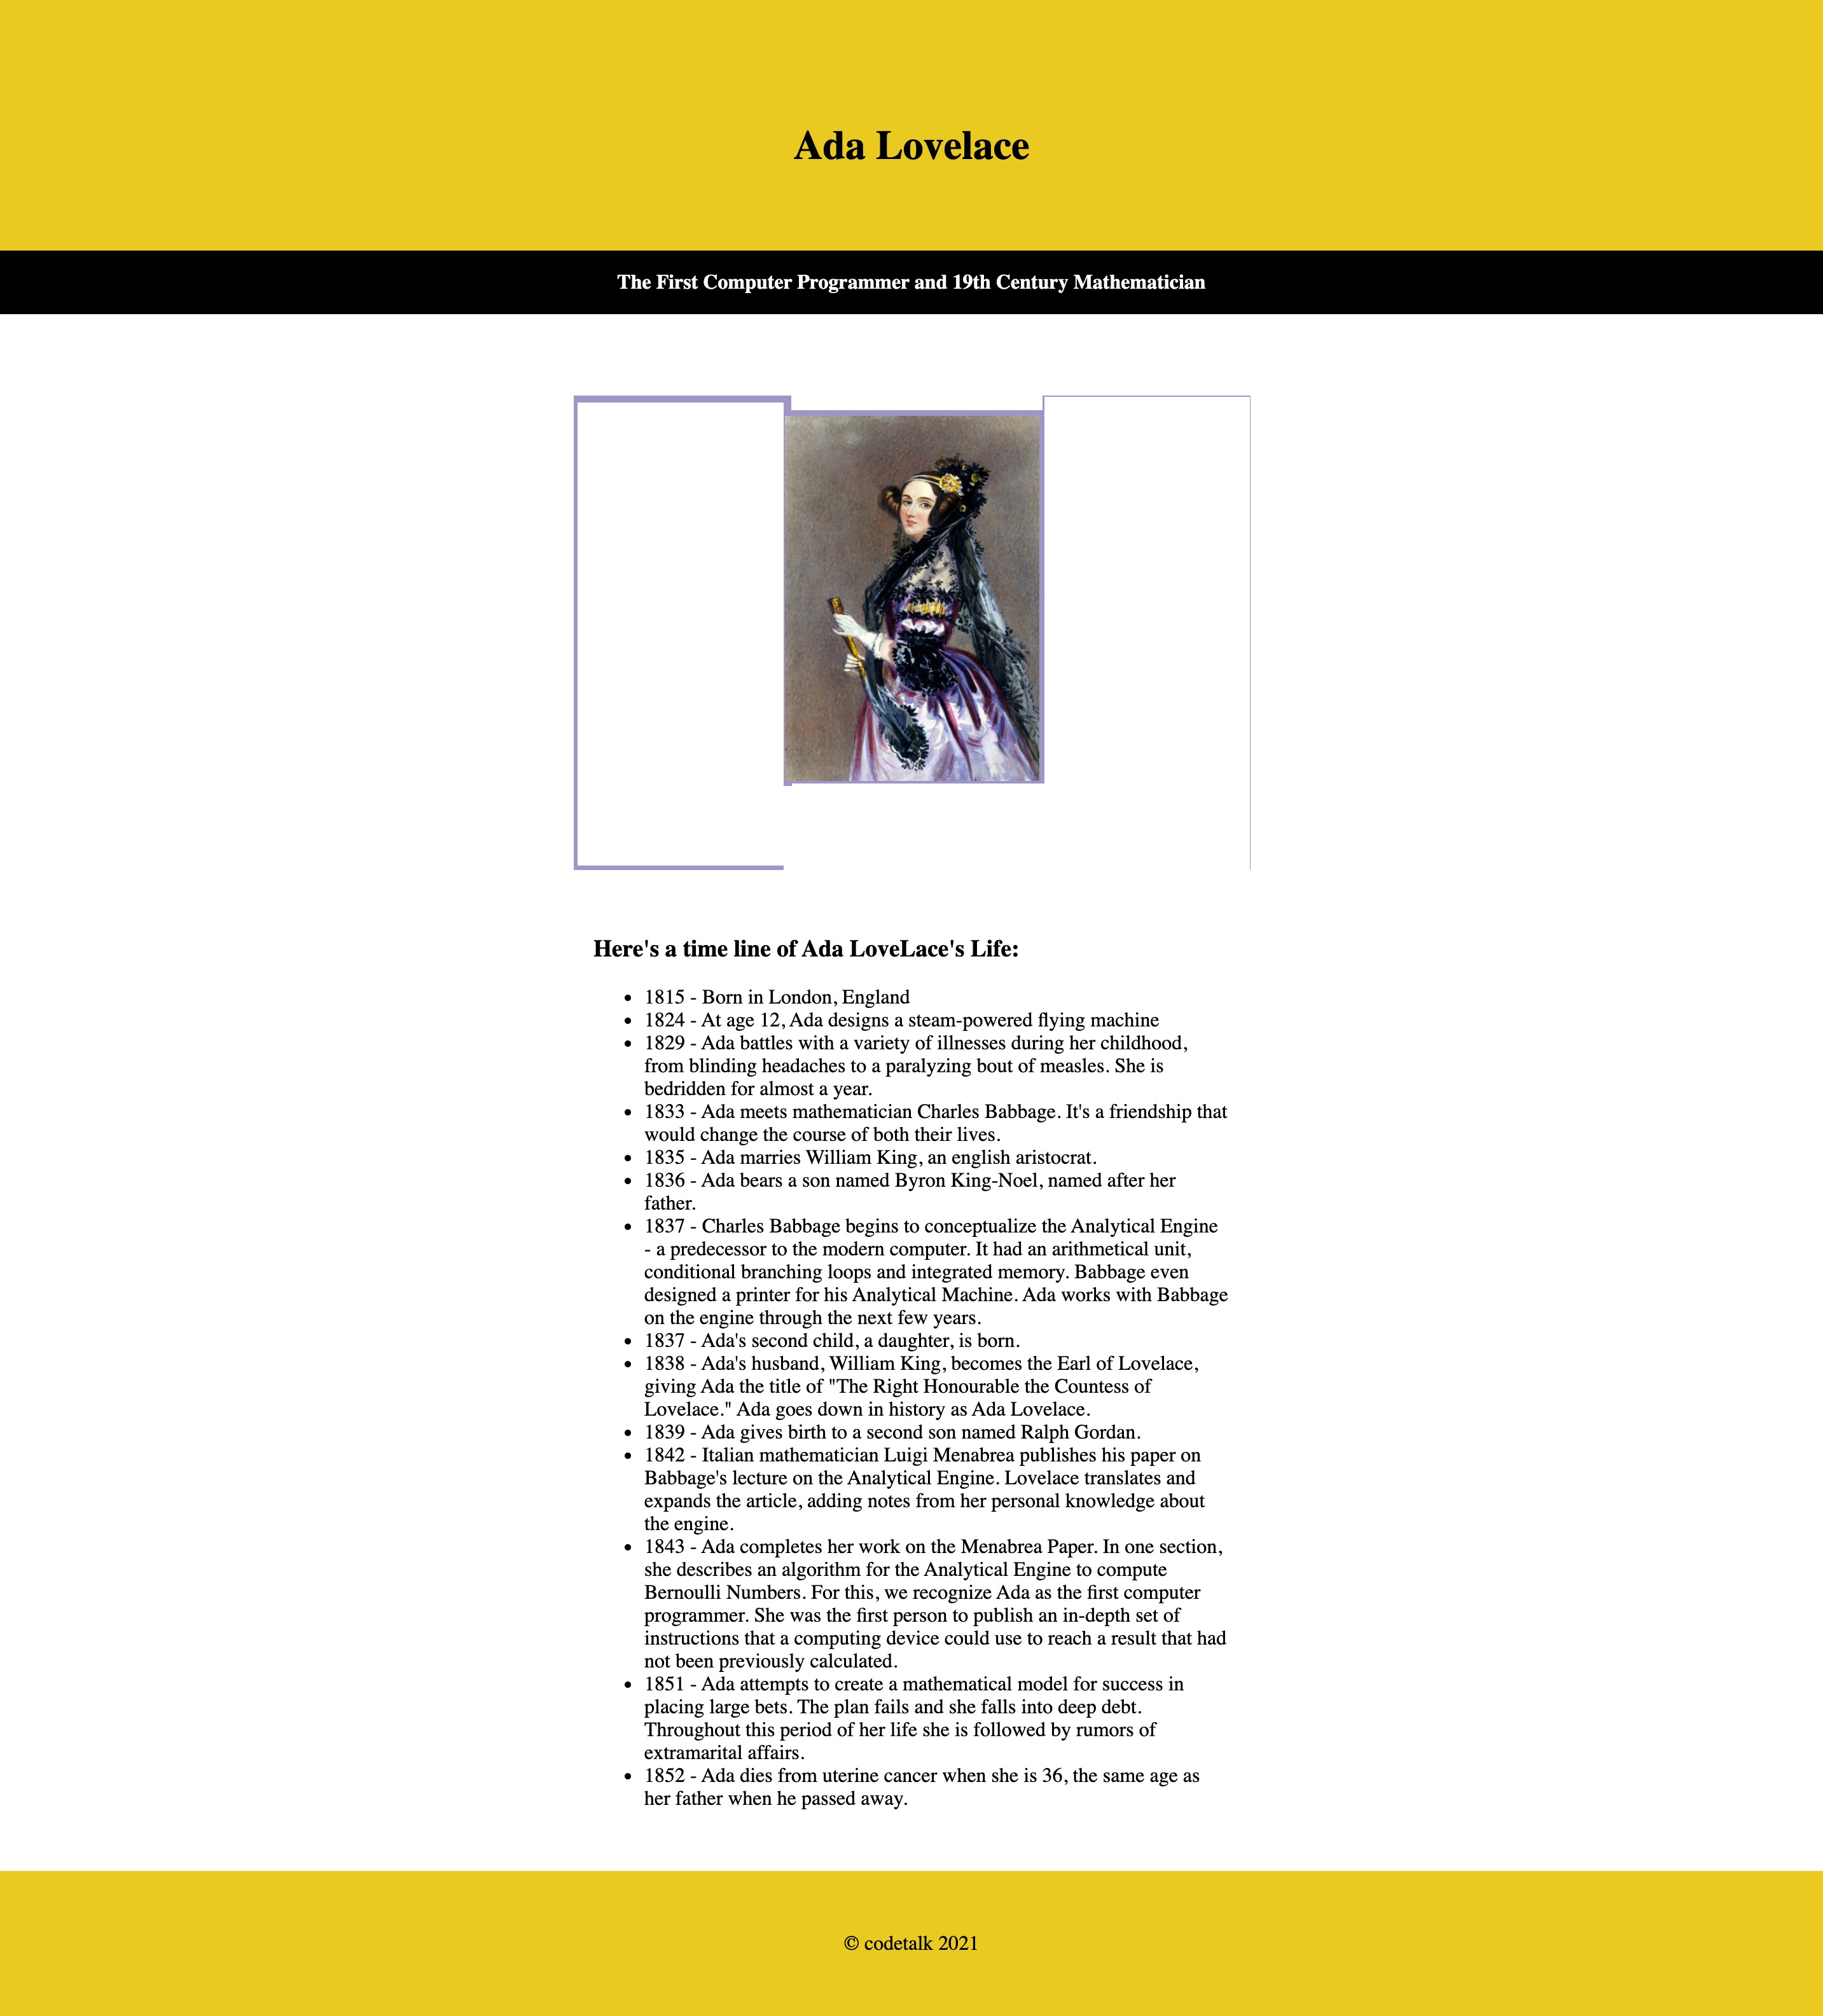 Ada Lovelace
The First Computer Programmer and 19th Century Mathematician
Here's a time line of Ada LoveLace's Life:
• 1815 - Born in London, England
• 1824 - At age 12, Ada designs a steam-powered flying machine
• 1829 - Ada battles with a variety of illnesses during her childhood,
from blinding headaches to a paralyzing bout of measles. She is
bedridden for almost a year.
• 1833 - Ada meets mathematician Charles Babbage. It's a friendship that
would change the course of both their lives.
• 1835 - Ada marries William King, an english aristocrat.
• 1836 - Ada bears a son named Byron King-Noel, named after her
father.
• 1837 - Charles Babbage begins to conceptualize the Analytical Engine
- a predecessor to the modern computer. It had an arithmetical unit,
conditional branching loops and integrated memory. Babbage even
designed a printer for his Analytical Machine. Ada works with Babbage
on the engine through the next few years.
• 1837 - Ada's second child, a daughter, is born.
• 1838 - Ada's husband, William King, becomes the Earl of Lovelace,
giving Ada the title of "The Right Honourable the Countess of
Lovelace." Ada goes down in history as Ada Lovelace.
• 1839 - Ada gives birth to a second son named Ralph Gordan.
• 1842 - Italian mathematician Luigi Menabrea publishes his paper on
Babbage's lecture on the Analytical Engine. Lovelace translates and
expands the article, adding notes from her personal knowledge about
the engine.
• 1843 - Ada completes her work on the Menabrea Paper. In one section,
she describes an algorithm for the Analytical Engine to compute
Bernoulli Numbers. For this, we recognize Ada as the first computer
programmer. She was the first person to publish an in-depth set of
instructions that a computing device could use to reach a result that had
not been previously calculated.
• 1851 - Ada attempts to create a mathematical model for success in
placing large bets. The plan fails and she falls into deep debt.
Throughout this period of her life she is followed by rumors of
extramarital affairs.
• 1852 - Ada dies from uterine cancer when she is 36, the same age as
her father when he passed away.
© codetalk 2021